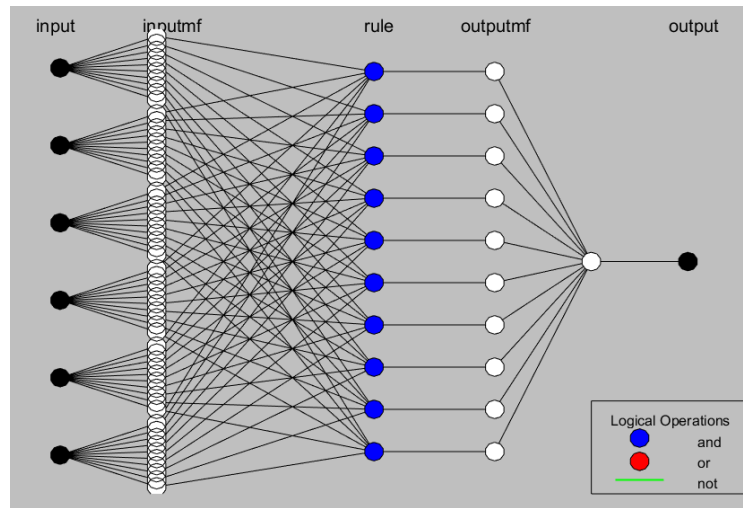 input inputmf rule outputmf output
Logical Operations
and
or
not